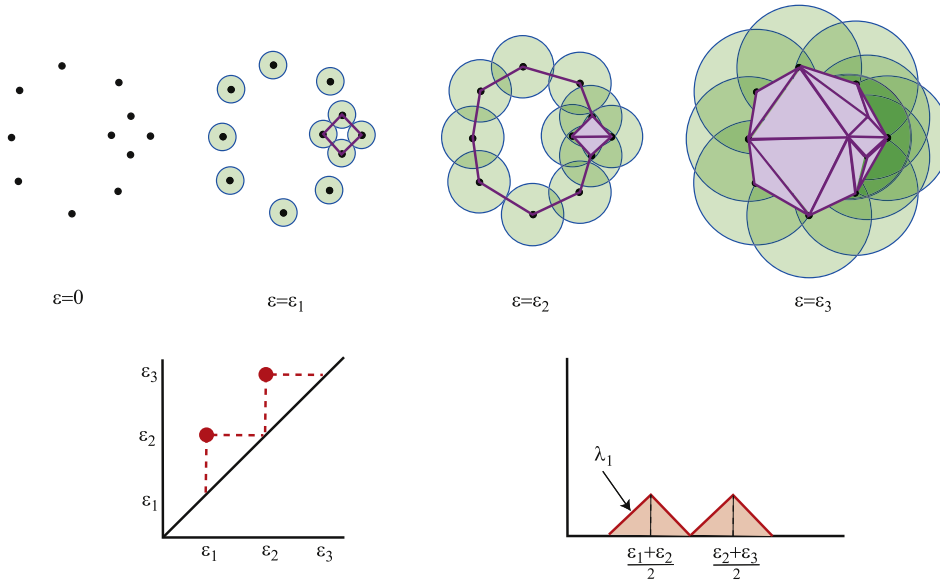 ε=0
ε=ε₁
ε=ε₂
ε=ε₃
ε₃
ε₂
ε₁
ε₁ ε₂ ε₃
λ₁
ε₁+ε₂
2
ε₂+ε₃
2